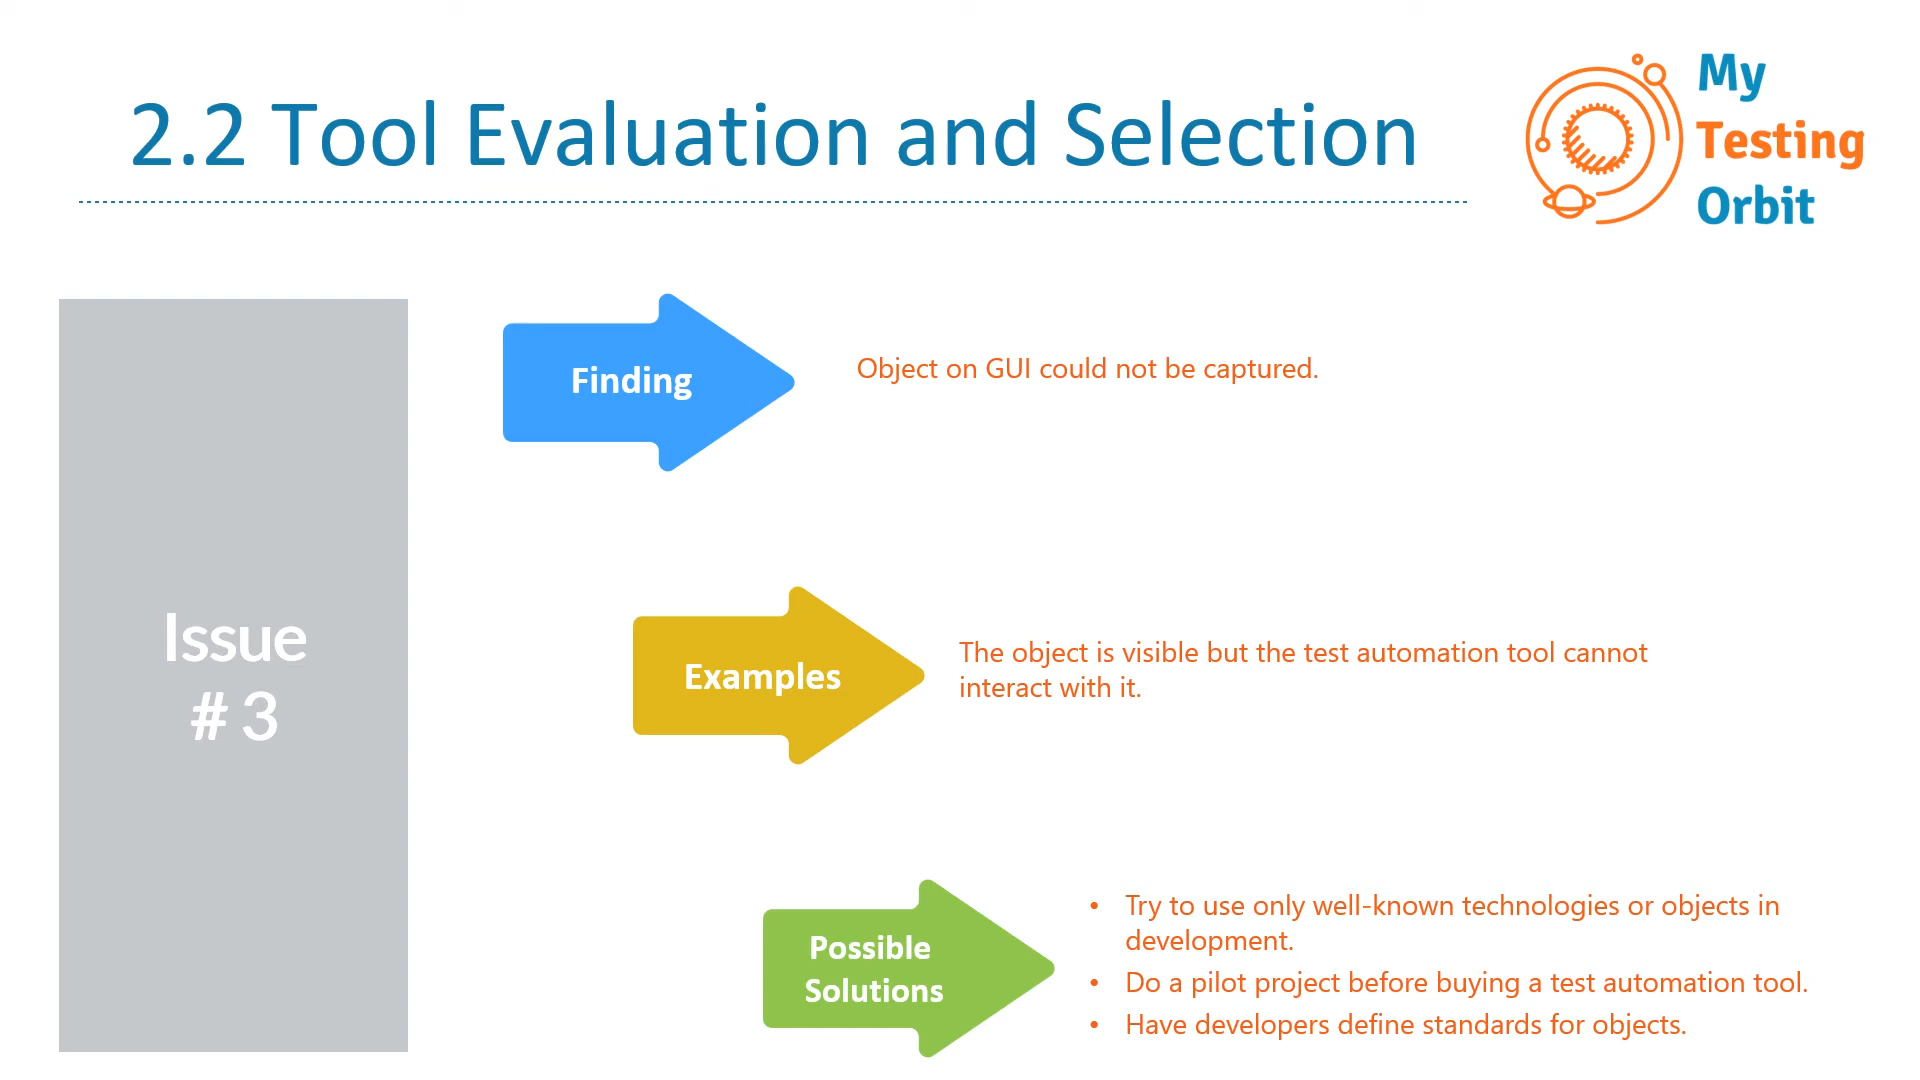 2.2 Tool Evaluation and Selection
My
Testing
Orbit
Issue
# 3
Finding
Object on GUI could not be captured.
Examples
The object is visible but the test automation tool cannot
interact with it.
Possible
Solutions
• Try to use only well-known technologies or objects in
development.
• Do a pilot project before buying a test automation tool.
• Have developers define standards for objects.